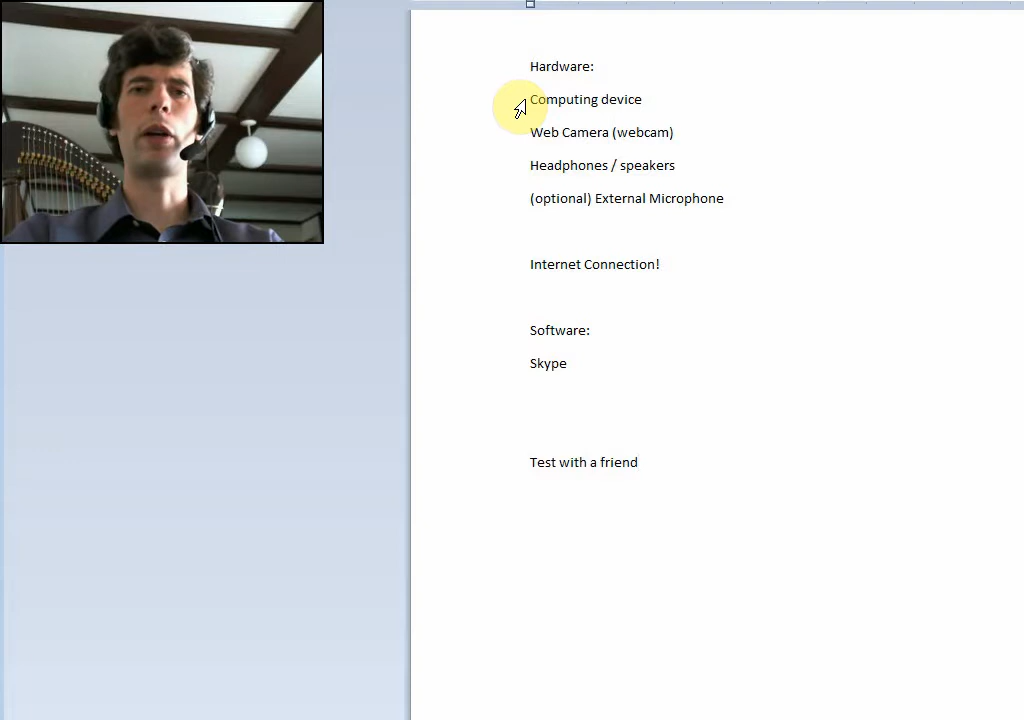 Hardware:
Computing device
Web Camera (webcam)
Headphones / speakers
(optional) External Microphone
Internet Connection!
Software:
Skype
Test with a friend